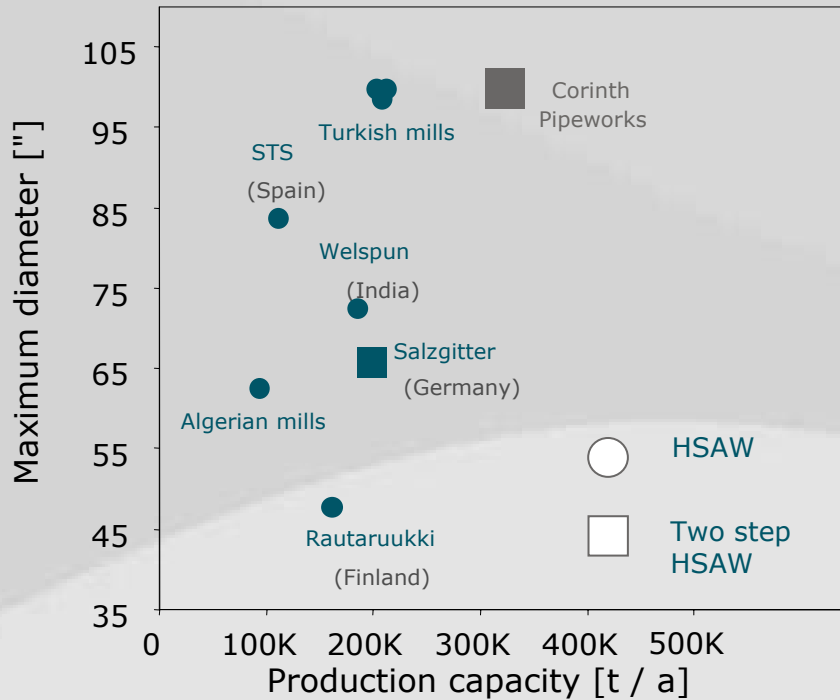 Maximum diameter ["]
105
95
85
75
65
55
45
35
Corinth
Pipeworks
Turkish mills
STS
(Spain)
Welspun
(India)
Salzgitter
(Germany)
Algerian mills
Rautaruukki
(Finland)
HSAW
Two step
HSAW
0 100K 200K 300K 400K 500K
Production capacity [t / a]